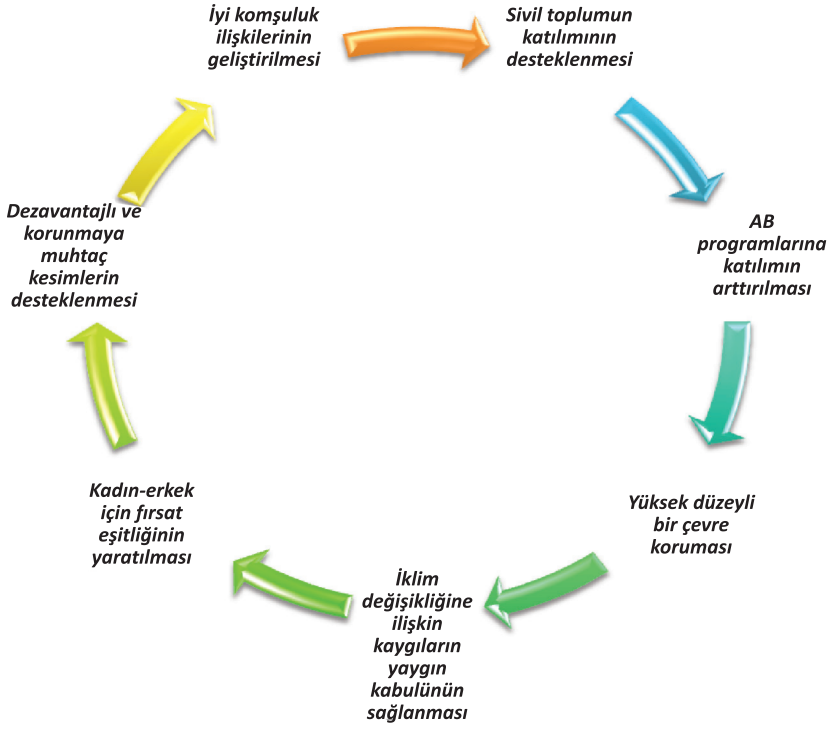 İyi komşuluk
ilişkilerinin
geliştirilmesi
Sivil toplumun
katılımının
desteklenmesi
AB
programlarına
katılımın
arttırılması
Yüksek düzeyli
bir çevre
koruması
İklim
değişikliğine
ilişkin
kaygıların
yaygın
kabulünün
sağlanması
Kadın-erkek
için fırsat
eşitliğinin
yaratılması
Dezavantajlı ve
korunmaya
muhtaç
kesimlerin
desteklenmesi